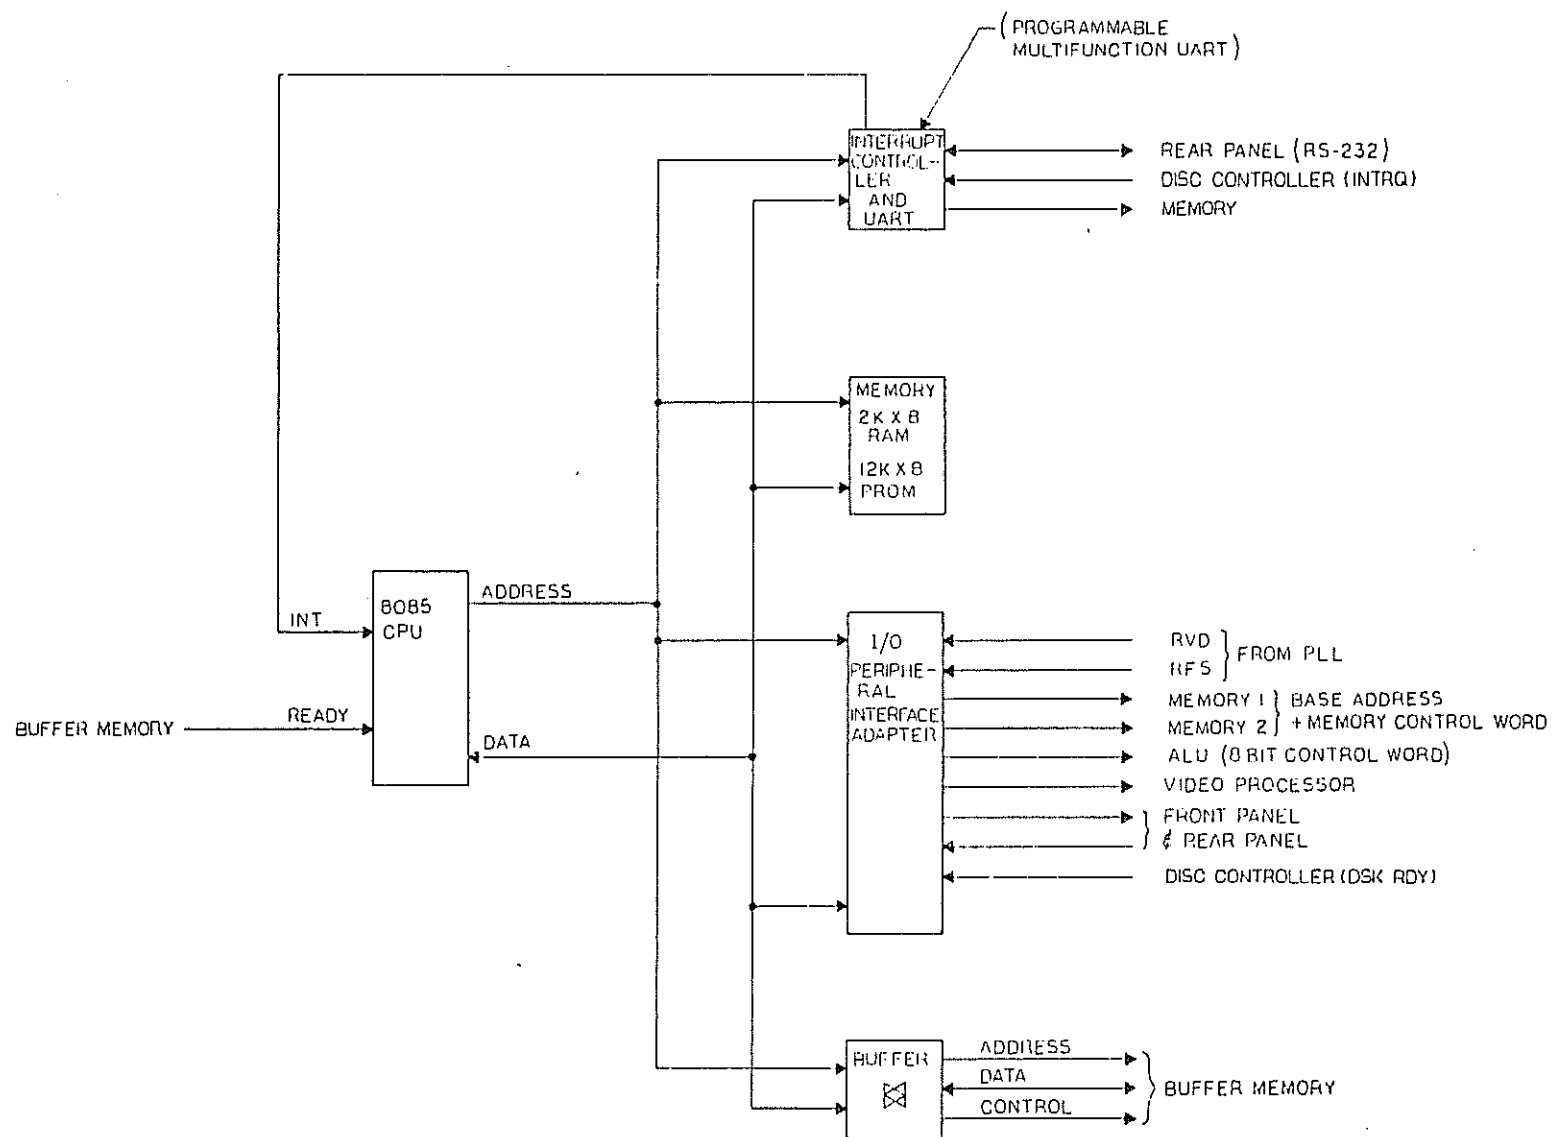 (PROGRAMMABLE
MULTIFUNCTION UART)
INTERRUPT
CONTROL-
LER
AND
UART
REAR PANEL (RS-232)
DISC CONTROLLER (INTRQ)
MEMORY
MEMORY
2K X 8
RAM
12K X 8
PROM
8085
CPU
ADDRESS
INT
READY
BUFFER MEMORY
DATA
I/O
PERIPHE-
RAL
INTERFACE
ADAPTER
RVD
RFS
FROM PLL
MEMORY 1
MEMORY 2
BASE ADDRESS
+ MEMORY CONTROL WORD
ALU (8 BIT CONTROL WORD)
VIDEO PROCESSOR
FRONT PANEL
& REAR PANEL
DISC CONTROLLER (DSK RDY)
BUFFER
ADDRESS
DATA
CONTROL
BUFFER MEMORY